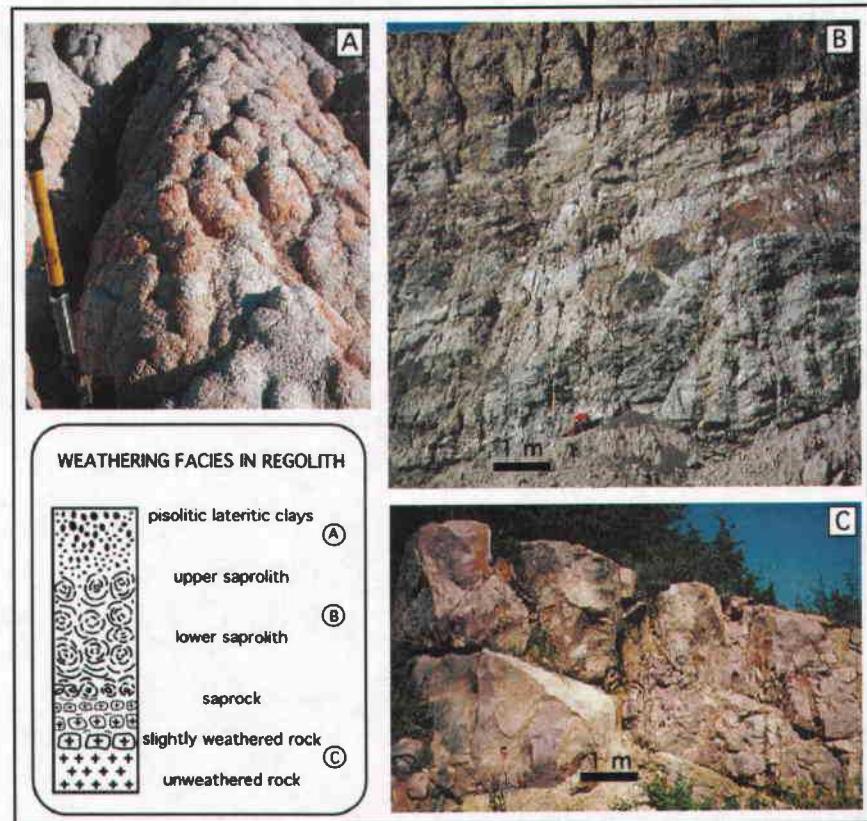 A
B
1 m
WEATHERING FACIES IN REGOLITH
pisolitic lateritic clays
A
upper saprolith
B
lower saprolith
saprock
slightly weathered rock
C
unweathered rock
C
1 m